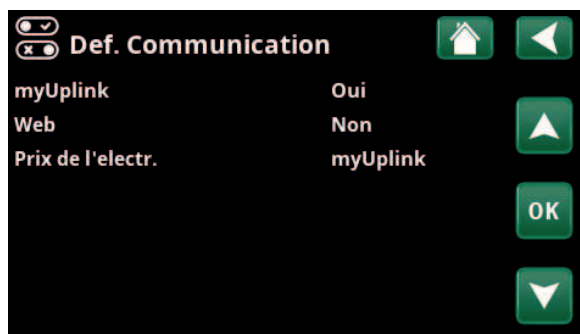 Def. Communication
myUplink Oui
Web Non
Prix de l'electr. myUplink
OK